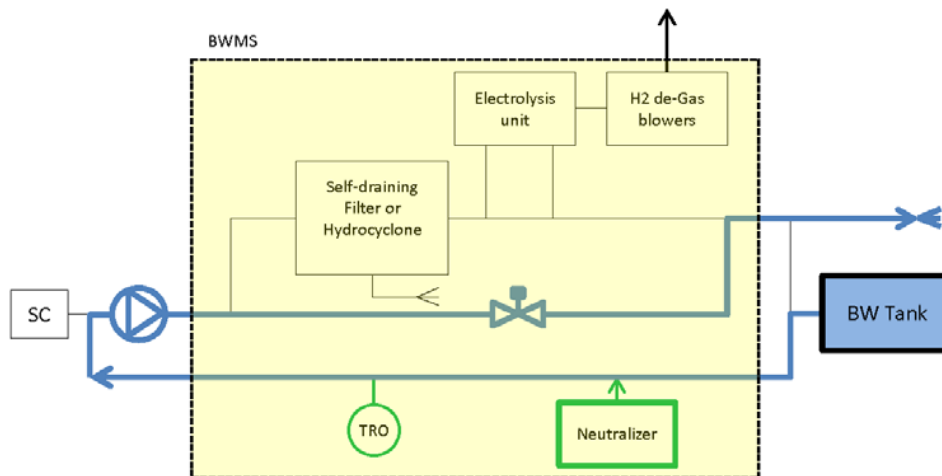 BWMS
Electrolysis
unit
H2 de-Gas
blowers
Self-draining
Filter or
Hydrocyclone
SC
BW Tank
TRO
Neutralizer